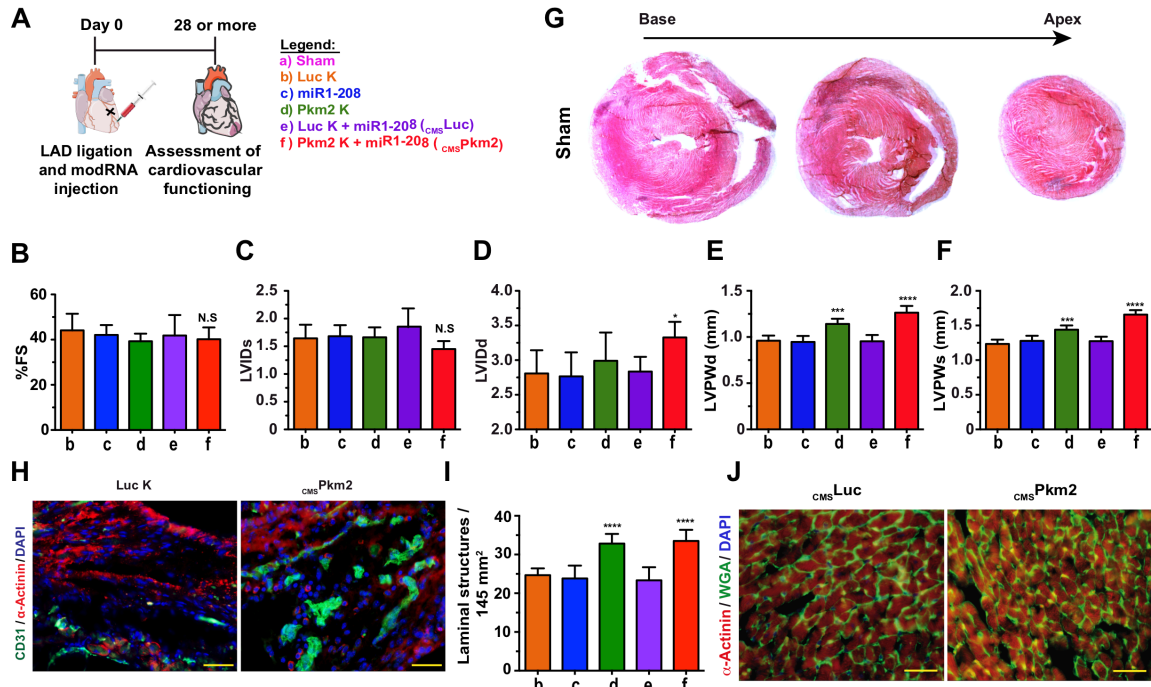 A
Day 0
28 or more
LAD ligation
and modRNA
injection
Assessment of
cardiovascular
functioning
Legend:
a) Sham
b) Luc K
c) miR1-208
d) Pkm2 K
e) Luc K + miR1-208 (CMSLuc)
f) Pkm2 K + miR1-208 ( CMSPkm2)
G
Base
Apex
Sham
B
%FS
60
40
20
0
N.S
b c d e f
C
LVIDs
2.5
2.0
1.5
1.0
.5
0
N.S
b c d e f
D
LVIDd
4.0
3.5
3.0
2.5
2.0
*
b c d e f
E
LVPWd (mm)
1.5
1.0
0.5
0
***
****
b c d e f
F
LVPWs (mm)
2.0
1.5
1.0
0.5
0
***
****
b c d e f
H
Luc K
CMSPkm2
CD31/α-Actinin/DAPI
I
Laminal structures /
145 mm²
40
30
20
10
0
****
****
b c d e f
J
CMSLuc
CMSPkm2
α-Actinin/WGA/DAPI